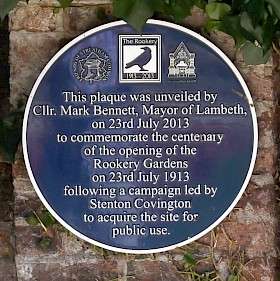 The Rookery
1913 - 2013
This plaque was unveiled by
Cllr. Mark Bennett, Mayor of Lambeth,
on 23rd July 2013
to commemorate the centenary
of the opening of the
Rookery Gardens
on 23rd July 1913
following a campaign led by
Stenton Covington
to acquire the site for
public use.